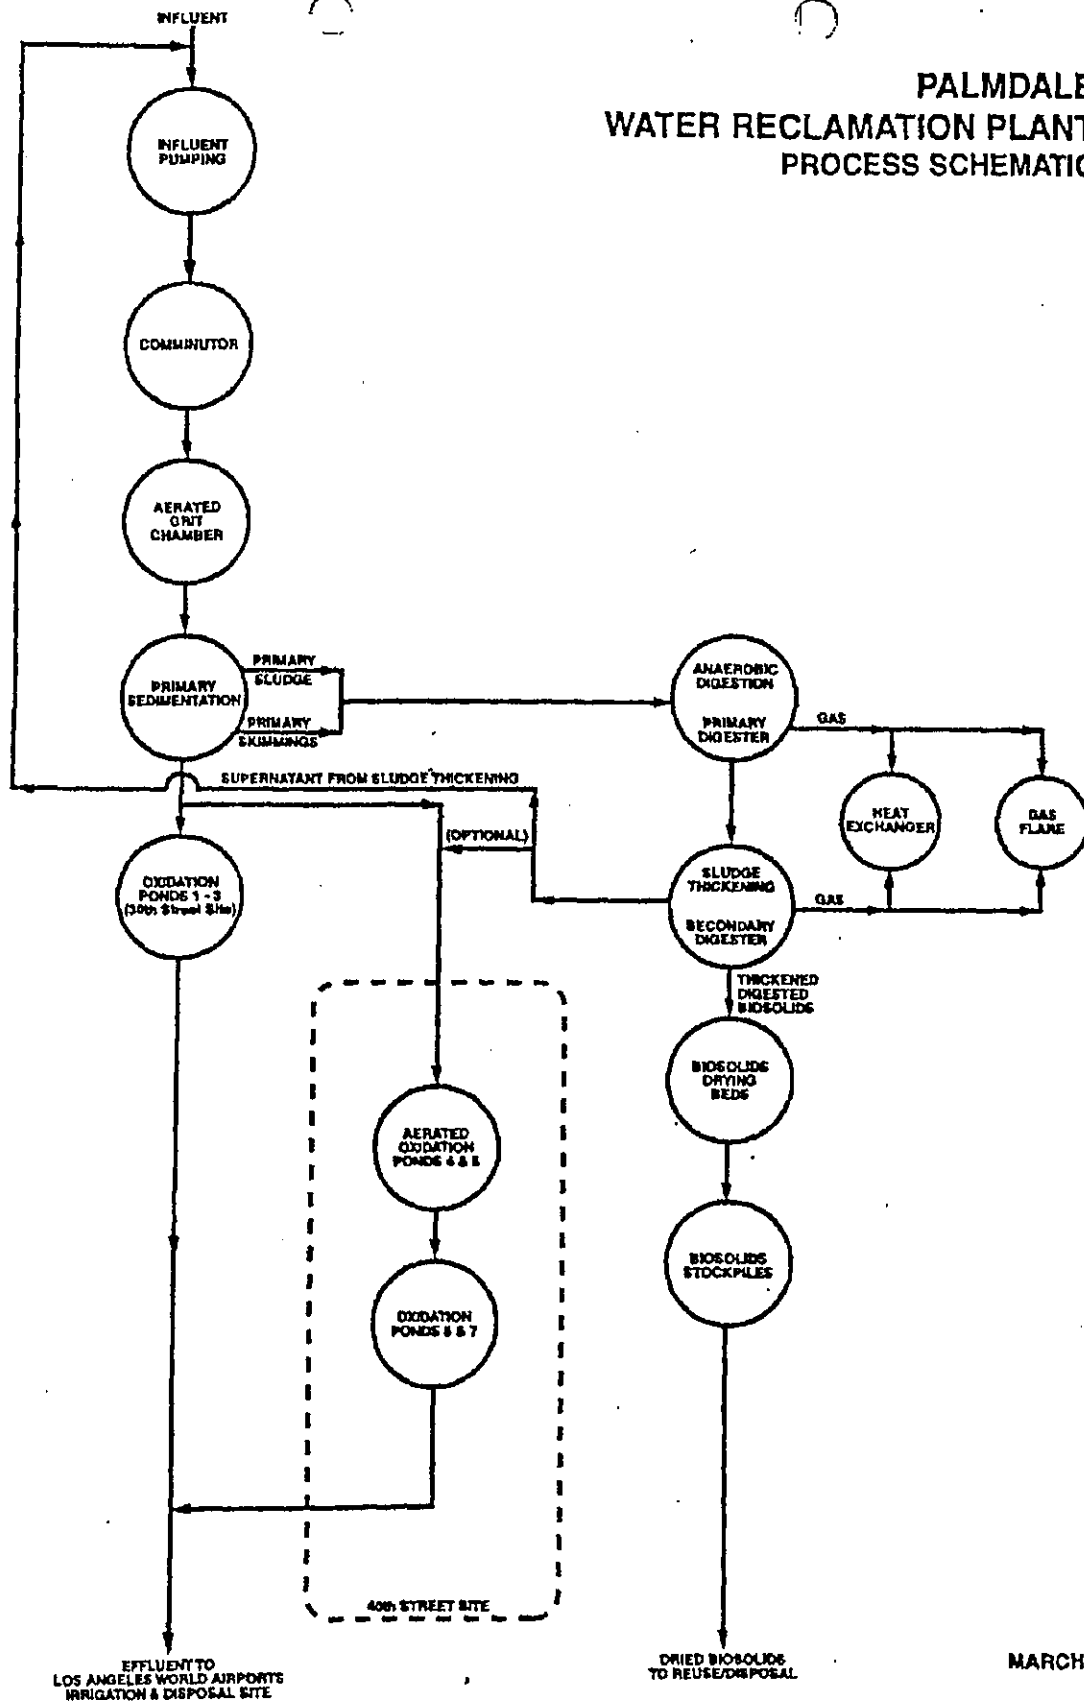 INFLUENT
PALMDALE
WATER RECLAMATION PLANT
PROCESS SCHEMATIC
INFLUENT
PUMPING
COMMINUTOR
AERATED
GRIT
CHAMBER
PRIMARY
SEDIMENTATION
PRIMARY
SLUDGE
PRIMARY
SKIMMINGS
ANAEROBIC
DIGESTION
PRIMARY
DIGESTER
GAS
SUPERNATANT FROM SLUDGE THICKENING
(OPTIONAL)
HEAT
EXCHANGER
GAS
FLARE
OXIDATION
PONDS 1 - 3
(30th Street Site)
SLUDGE
THICKENING
SECONDARY
DIGESTER
GAS
THICKENED
DIGESTED
BIOSOLIDS
BIOSOLIDS
DRYING
BEDS
AERATED
OXIDATION
PONDS 4 &
BIOSOLIDS
STOCKPILES
OXIDATION
PONDS & 7
40th STREET SITE
EFFLUENT TO
LOS ANGELES WORLD AIRPORTS
IRRIGATION & DISPOSAL SITE
DRIED BIOSOLIDS
TO REUSE/DISPOSAL
MARCH